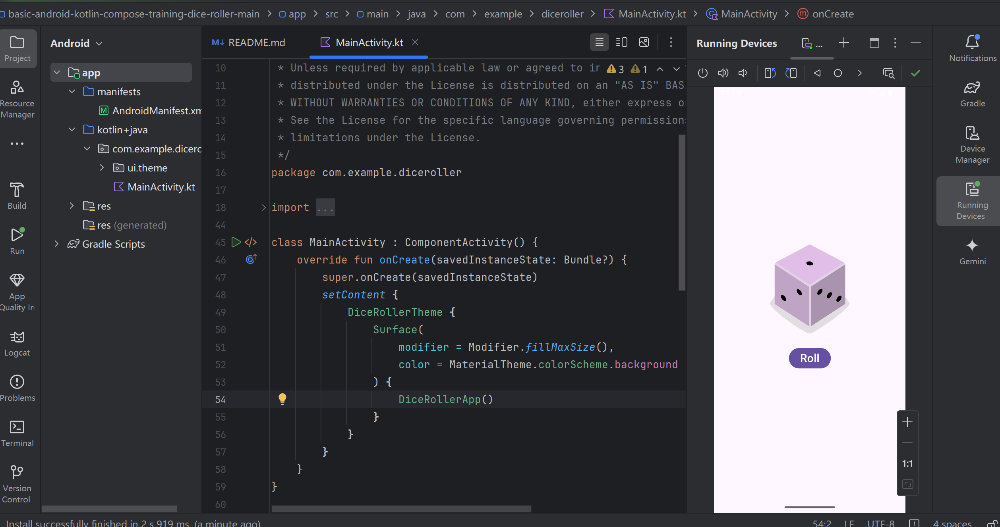 basic-android-kotlin-compose-training-dice-roller-main > app > src > main > java > com > example > diceroller > MainActivity.kt > MainActivity > onCreate
Project
Resource
Manager
Build
Run
App
Quality In
Logcat
Problems
Terminal
Version
Control
Android
app
manifests
AndroidManifest.xm
kotlin+java
com.example.dicero
ui.theme
MainActivity.kt
res
res (generated)
Gradle Scripts
README.md
MainActivity.kt
3 1
10 * Unless required by applicable law or agreed to in
11 * distributed under the License is distributed on an "AS IS" BAS
12 * WITHOUT WARRANTIES OR CONDITIONS OF ANY KIND, either express o
13 * See the License for the specific language governing permissions
14 * limitations under the License.
15 */
16 package com.example.diceroller
17
18 import ...
44
45 class MainActivity : ComponentActivity() {
46 override fun onCreate(savedInstanceState: Bundle?) {
47 super.onCreate(savedInstanceState)
48 setContent {
49 DiceRollerTheme {
50 Surface(
51 modifier = Modifier.fillMaxSize(),
52 color = MaterialTheme.colorScheme.background
53 ) {
54 DiceRollerApp()
55 }
56 }
57 }
58 }
59 }
60
Running Devices
...
Roll
1:1
Notifications
Gradle
Device
Manager
Running
Devices
Gemini
Install successfully finished in 2 s 919 ms. (a minute ago)
54:2 LF UTF-8 4 spaces